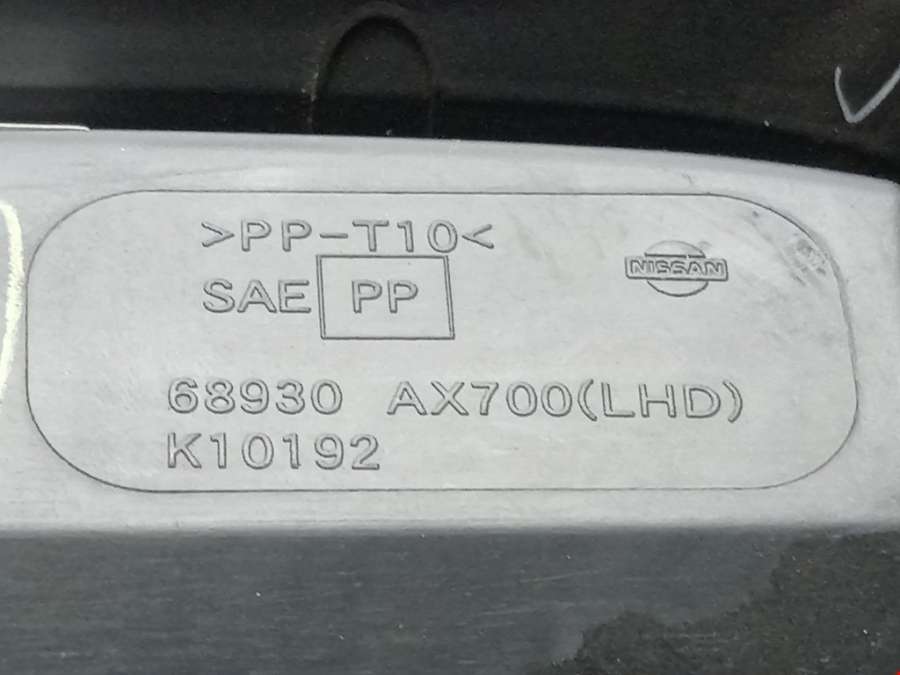 >PP-T10<
NISSAN
SAE PP
68930 AX700(LHD)
K10192